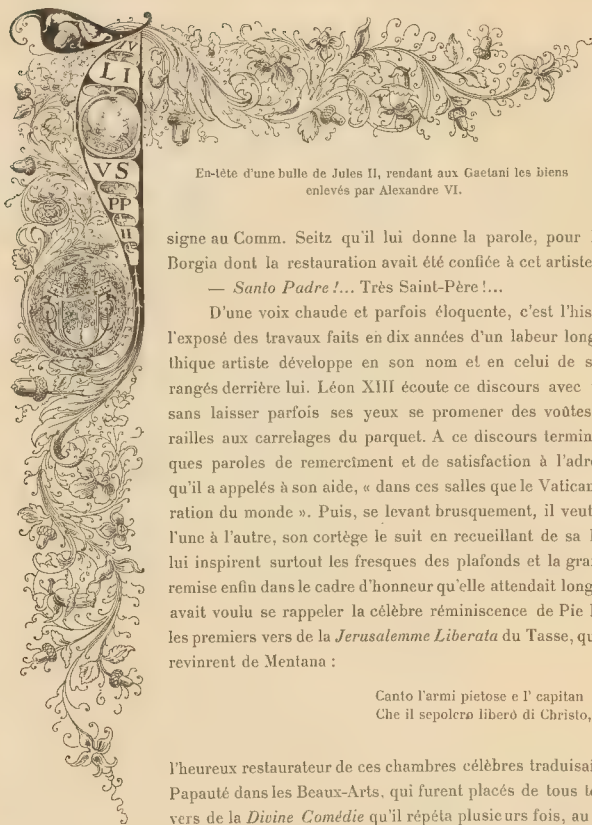 IV
LI
VS
PP
II
En-tête d'une bulle de Jules II, rendant aux Gaetani les biens
enlevés par Alexandre VI.
signe au Comm. Seitz qu'il lui donne la parole, pour
Borgia dont la restauration avait été confiée à cet artiste
— Santo Padre !... Très Saint-Père !...
D'une voix chaude et parfois éloquente, c'est l'his
l'exposé des travaux faits en dix années d'un labeur long
thique artiste développe en son nom et en celui de s
rangés derrière lui. Léon XIII écoute ce discours avec
sans laisser parfois ses yeux se promener des voûtes
railles aux carrelages du parquet. A ce discours termin
ques paroles de remercîment et de satisfaction à l'adre
qu'il a appelés à son aide, « dans ces salles que le Vatican
ration du monde ». Puis, se levant brusquement, il veut
l'une à l'autre, son cortège le suit en recueillant de sa
lui inspirent surtout les fresques des plafonds et la gra
remise enfin dans le cadre d'honneur qu'elle attendait long
avait voulu se rappeler la célèbre réminiscence de Pie
les premiers vers de la Jerusalemme Liberata du Tasse, qu
revinrent de Mentana :
Canto l'armi pietose e l' capitan
Che il sepolcro liberò di Christo,
l'heureux restaurateur de ces chambres célèbres traduisai
Papauté dans les Beaux-Arts, qui furent placés de tous te
vers de la Divine Comédie qu'il répéta plusieurs fois, au